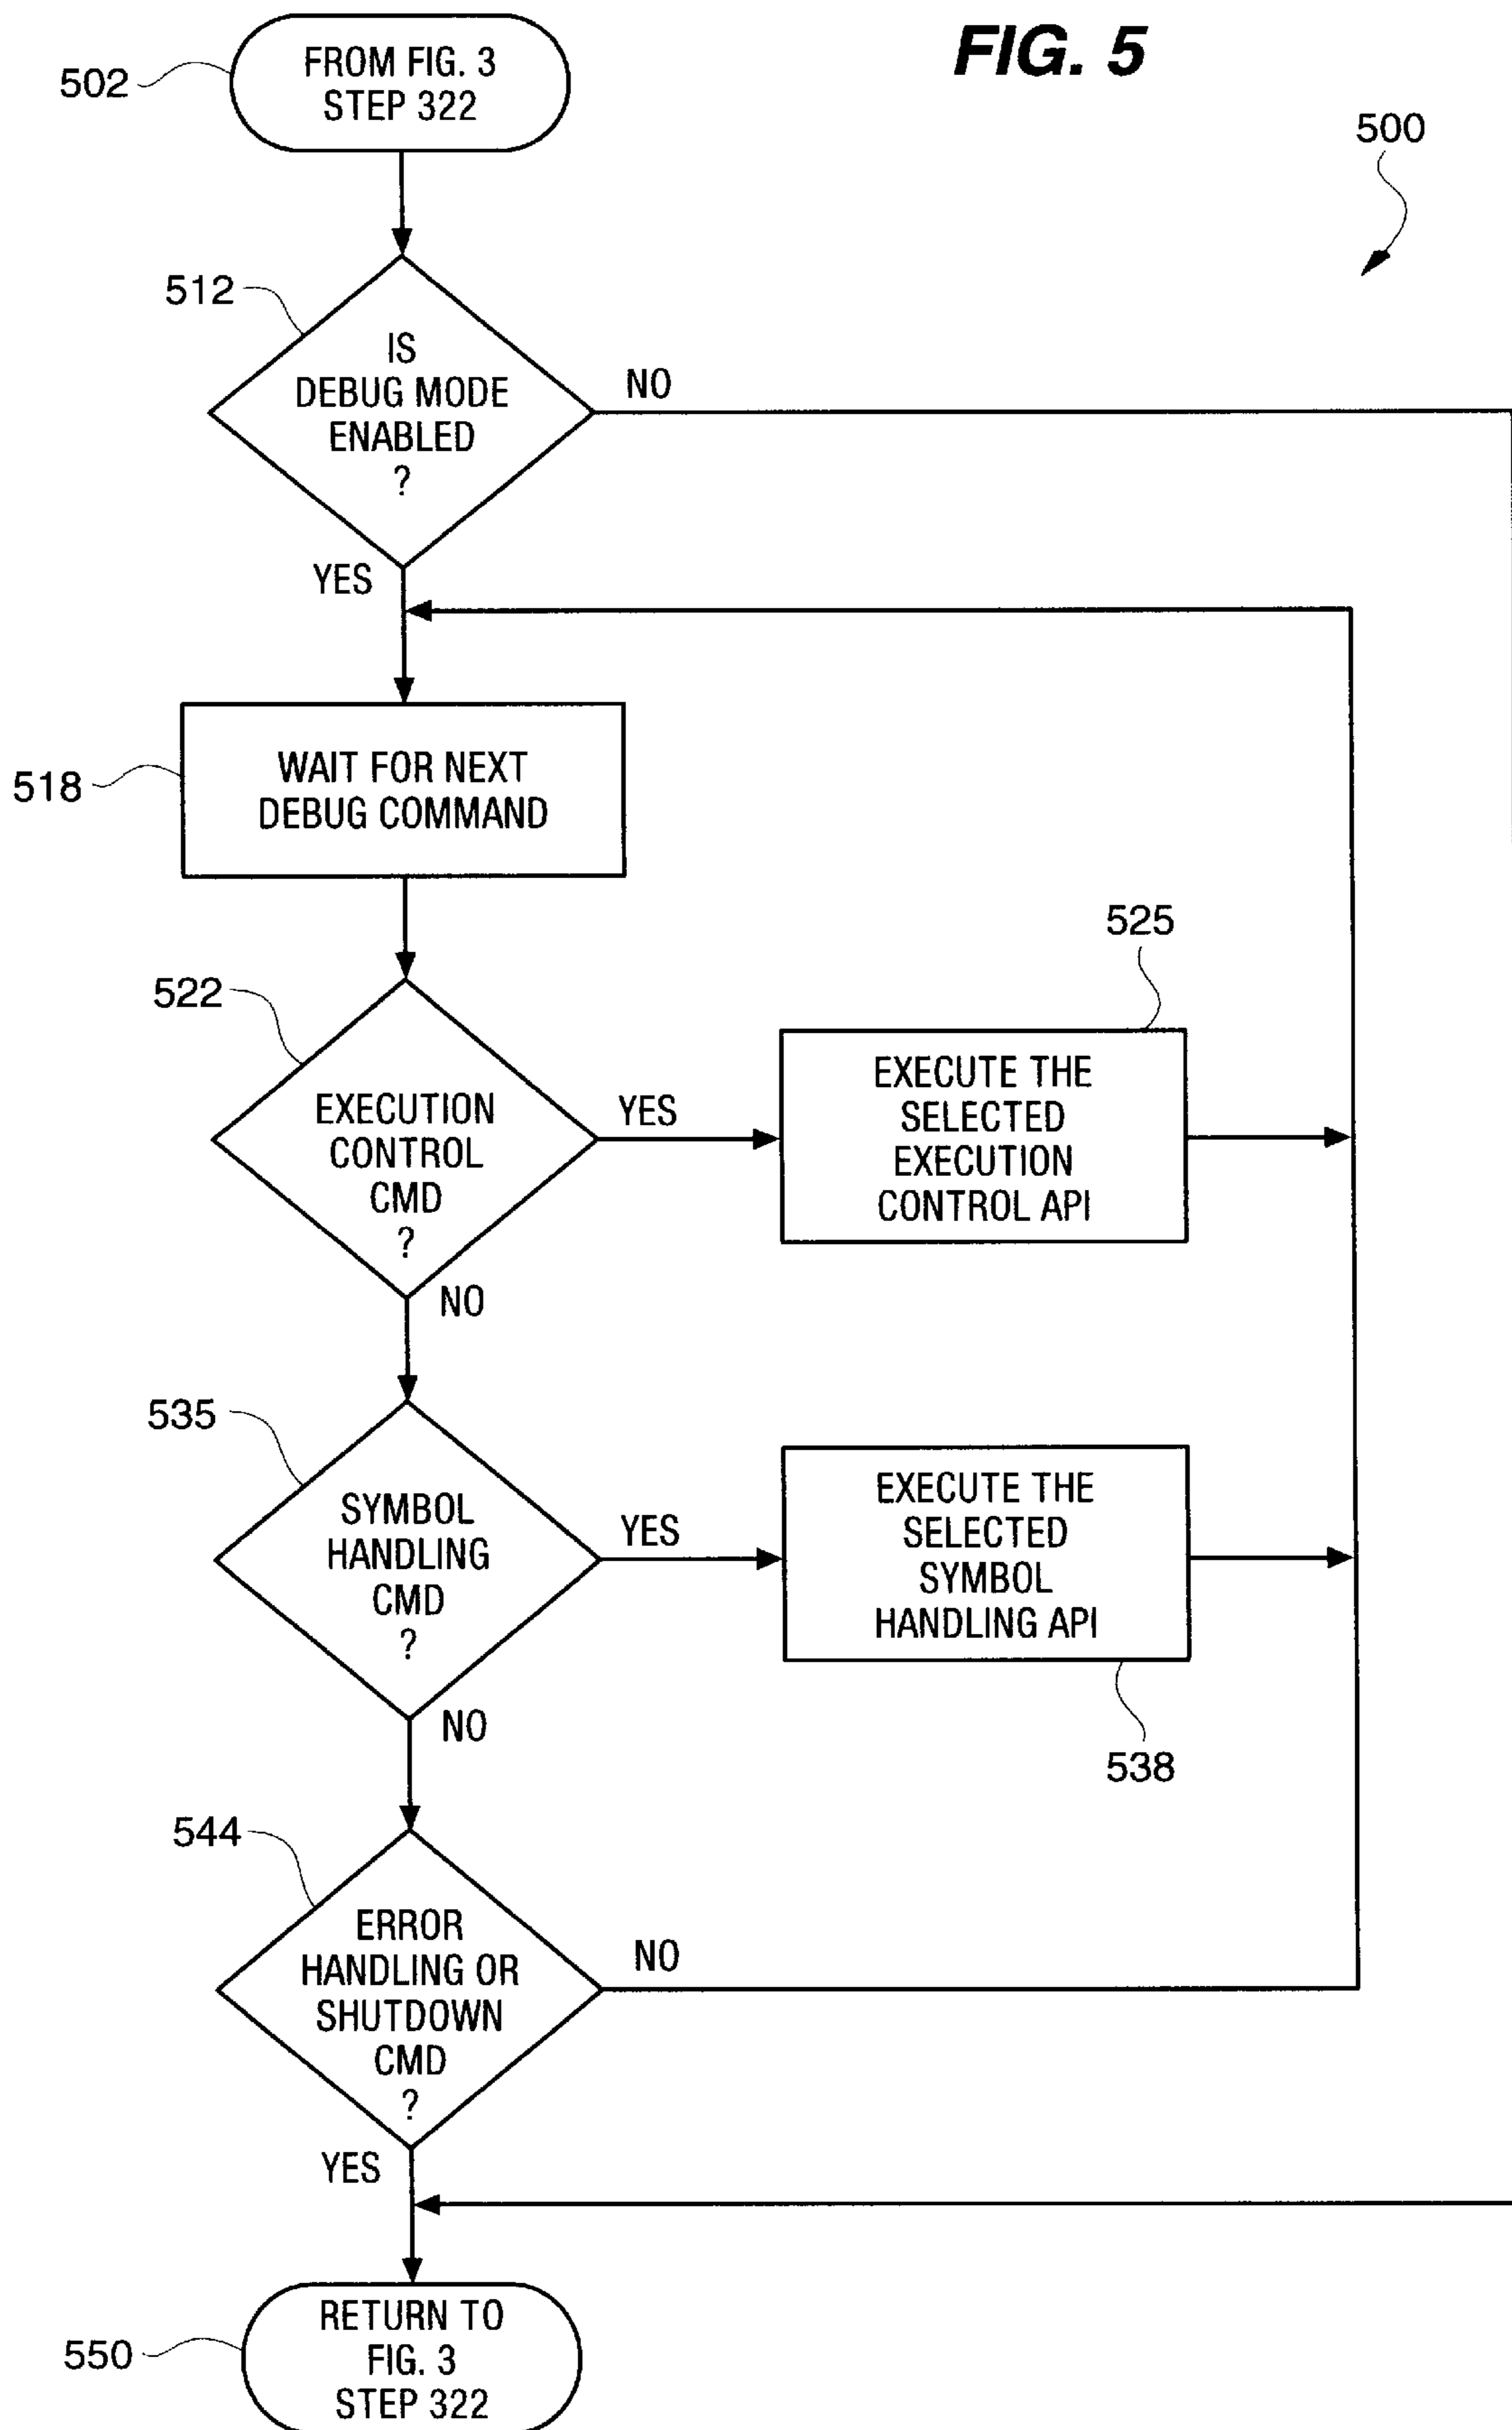 FIG. 5
500
502
FROM FIG. 3
STEP 322
512
IS
DEBUG MODE
ENABLED
?
NO
YES
518
WAIT FOR NEXT
DEBUG COMMAND
522
EXECUTION
CONTROL
CMD
?
YES
525
EXECUTE THE
SELECTED
EXECUTION
CONTROL API
NO
535
SYMBOL
HANDLING
CMD
?
YES
EXECUTE THE
SELECTED
SYMBOL
HANDLING API
538
NO
544
ERROR
HANDLING OR
SHUTDOWN
CMD
?
NO
YES
550
RETURN TO
FIG. 3
STEP 322